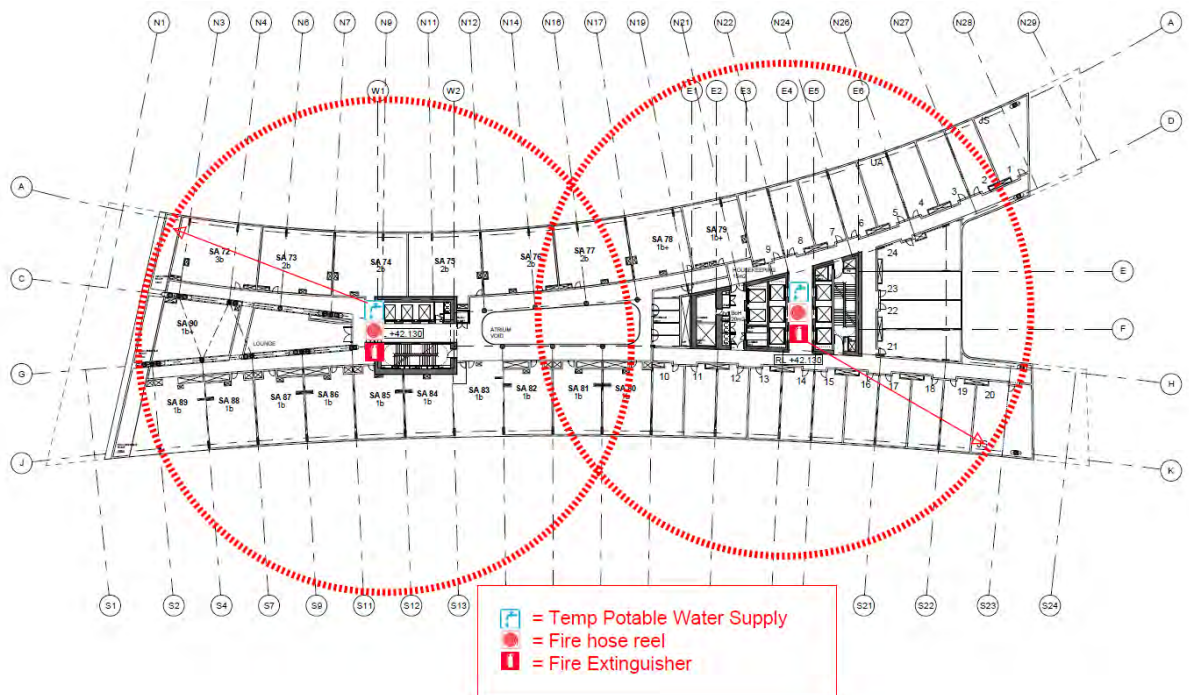 N1
N3
N4
N6
N7
N9
N11
N12
N14
N16
N17
N19
N21
N22
N24
N26
N27
N28
N29
A
W1
W2
E1
E2
E3
E4
E5
E6
D
A
C
G
J
E
F
H
K
JS
UA
1
2
3
4
5
6
7
8
9
SA 72
3b
SA 73
2b
SA 74
2b
SA 75
2b
SA 76
2b
SA 77
2b
SA 78
1b+
SA 79
1b+
HOUSEKEEPING
24
23
22
21
SA 90
1b+
LOUNGE
+42.130
ATRIUM
VOID
BoH
RL +42.130
SA 89
1b
SA 88
1b
SA 87
1b
SA 86
1b
SA 85
1b
SA 84
1b
SA 83
1b
SA 82
1b
SA 81
1b
SA 80
1b
10
11
12
13
14
15
16
17
18
19
20
JS
S1
S2
S4
S7
S9
S11
S12
S13
S21
S22
S23
S24
= Temp Potable Water Supply
= Fire hose reel
= Fire Extinguisher